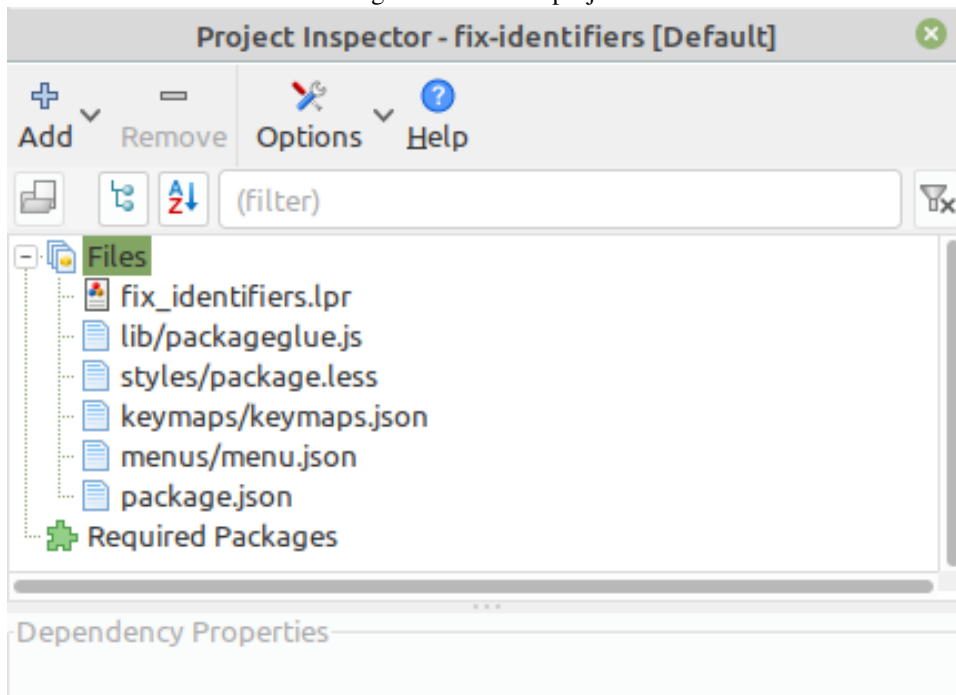 Project Inspector - fix-identifiers [Default]
Add Remove Options Help
(filter)
Files
fix_identifiers.lpr
lib/packageglue.js
styles/package.less
keymaps/keymaps.json
menus/menu.json
package.json
Required Packages
Dependency Properties